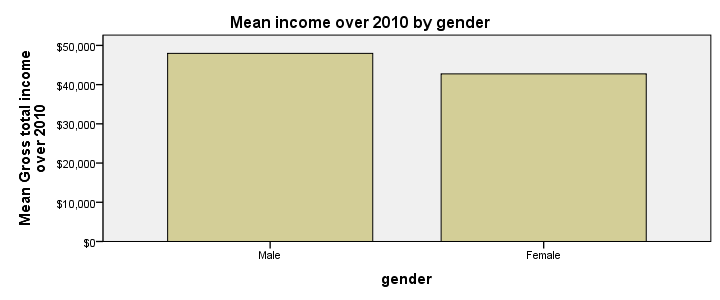 Mean income over 2010 by gender
Mean Gross total income
over 2010
$50,000
$40,000
$30,000
$20,000
$10,000
$0
Male
Female
gender